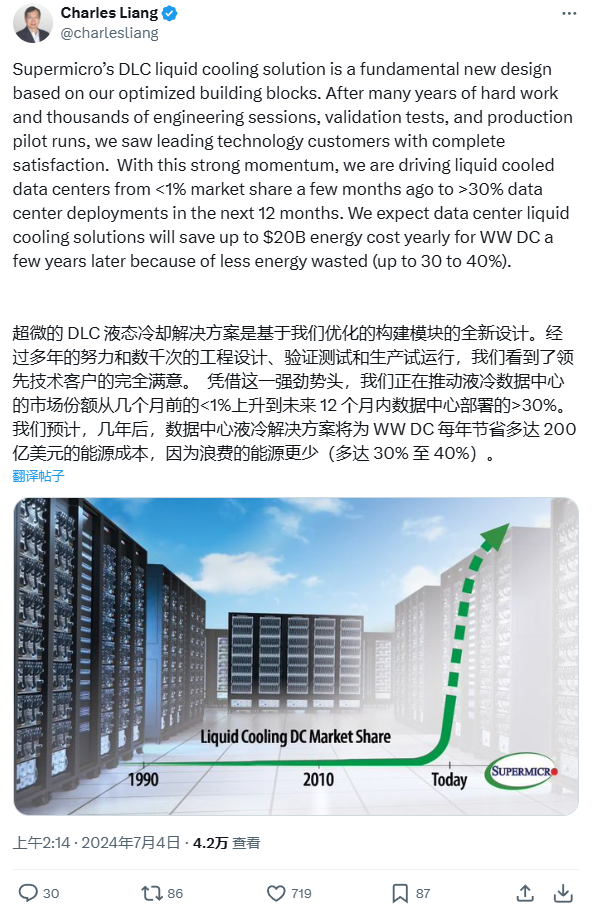 Charles Liang
@charlesliang
Supermicro’s DLC liquid cooling solution is a fundamental new design
based on our optimized building blocks. After many years of hard work
and thousands of engineering sessions, validation tests, and production
pilot runs, we saw leading technology customers with complete
satisfaction.  With this strong momentum, we are driving liquid cooled
data centers from <1% market share a few months ago to >30% data
center deployments in the next 12 months. We expect data center liquid
cooling solutions will save up to $20B energy cost yearly for WW DC a
few years later because of less energy wasted (up to 30 to 40%).
超微的 DLC 液态冷却解决方案是基于我们优化的构建模块的全新设计。经
过多年的努力和数千次的工程设计、验证测试和生产试运行，我们看到了领
先技术客户的完全满意。  凭借这一强劲势头，我们正在推动液冷数据中心
的市场份额从几个月前的<1%上升到未来 12 个月内数据中心部署的>30%。
我们预计，几年后，数据中心液冷解决方案将为 WW DC 每年节省多达 200
亿美元的能源成本，因为浪费的能源更少（多达 30% 至 40%）。
翻译帖子
Liquid Cooling DC Market Share
1990 2010 Today
SUPERMICRO
上午2:14 · 2024年7月4日 · 4.2万 查看
30 86 719 87